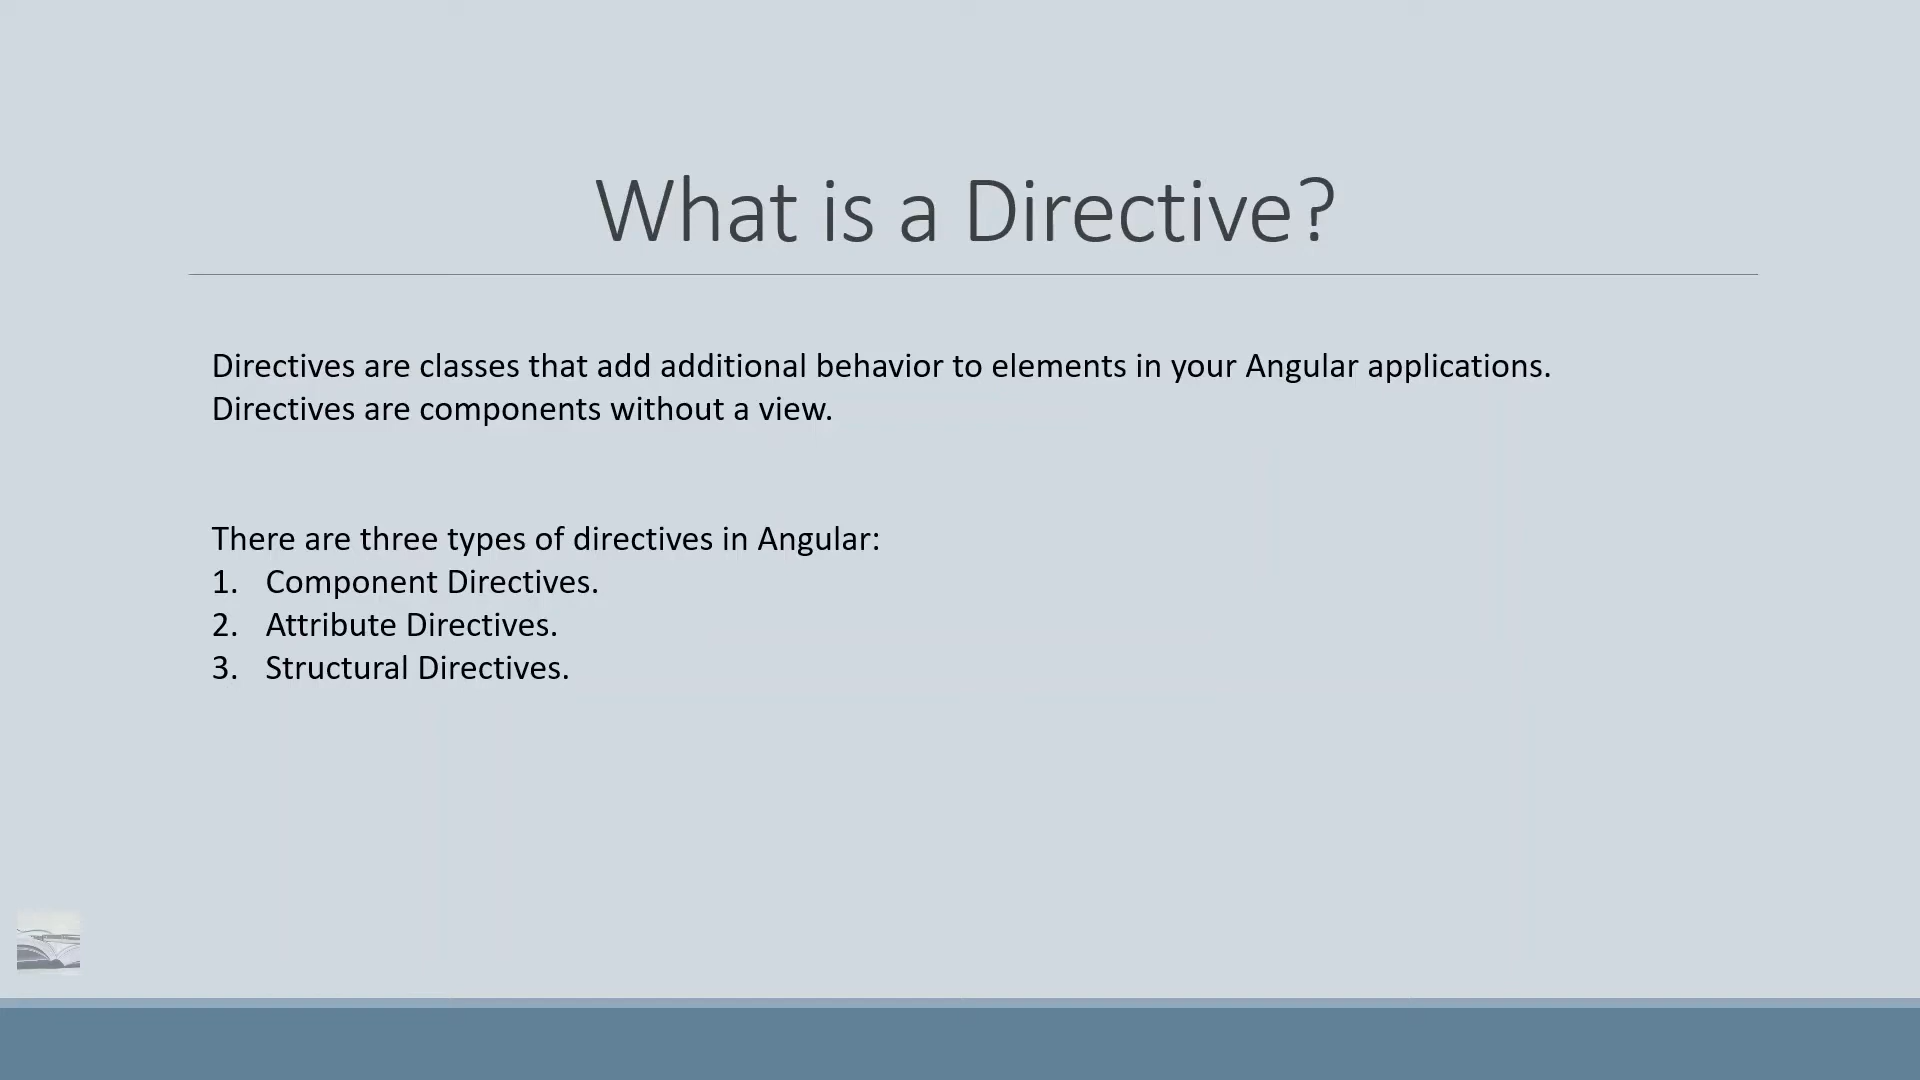 What is a Directive?
Directives are classes that add additional behavior to elements in your Angular applications.
Directives are components without a view.
There are three types of directives in Angular:
1. Component Directives.
2. Attribute Directives.
3. Structural Directives.